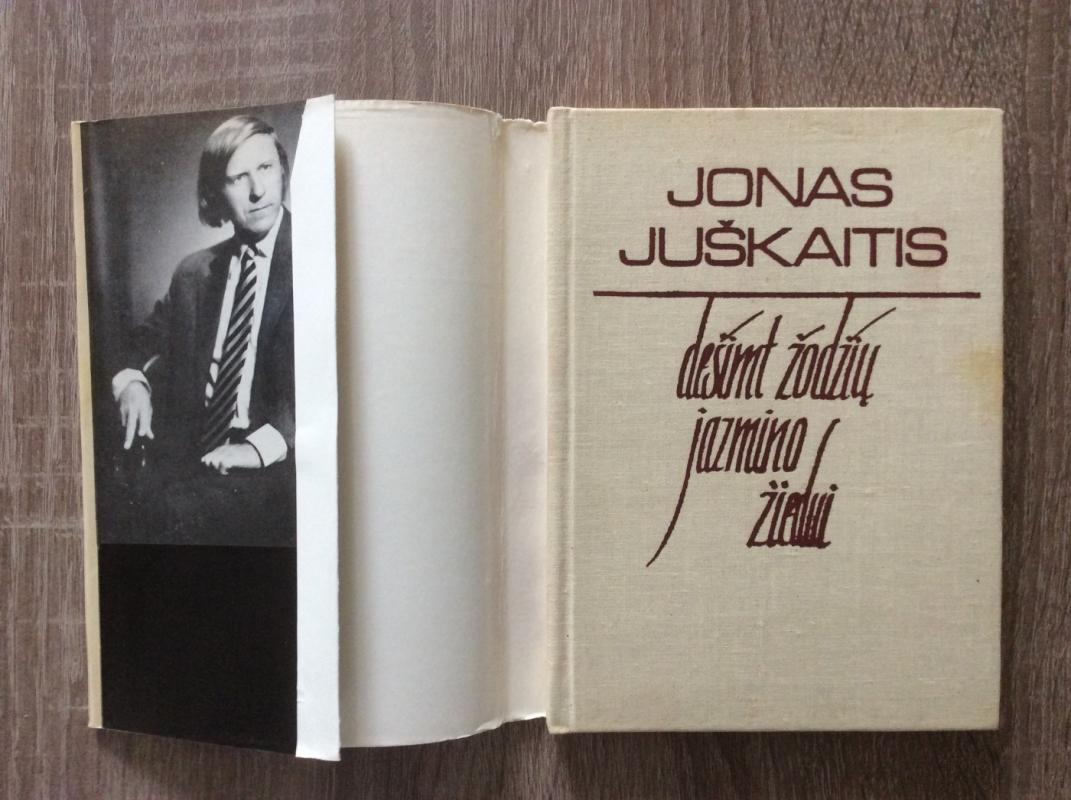 JONAS
JUŠKAITIS
dešimt žodžių
jazmino
žiedui